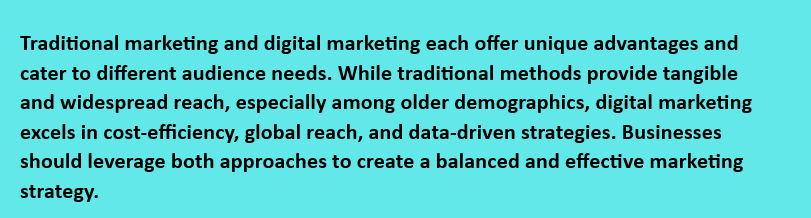 Traditional marketing and digital marketing each offer unique advantages and
cater to different audience needs. While traditional methods provide tangible
and widespread reach, especially among older demographics, digital marketing
excels in cost-efficiency, global reach, and data-driven strategies. Businesses
should leverage both approaches to create a balanced and effective marketing
strategy.